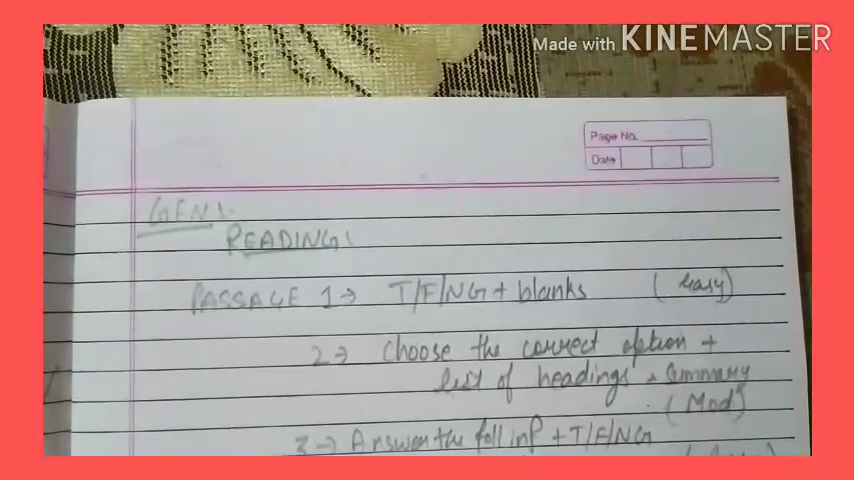 Made with KINEMASTER
Page No.
Date
GEN:
READING:
PASSAGE 1→ T/F/NG + blanks (easy)
2→ Choose the correct option +
list of headings + Summary
(Mod)
3→ Answer the foll inf + T/F/NG